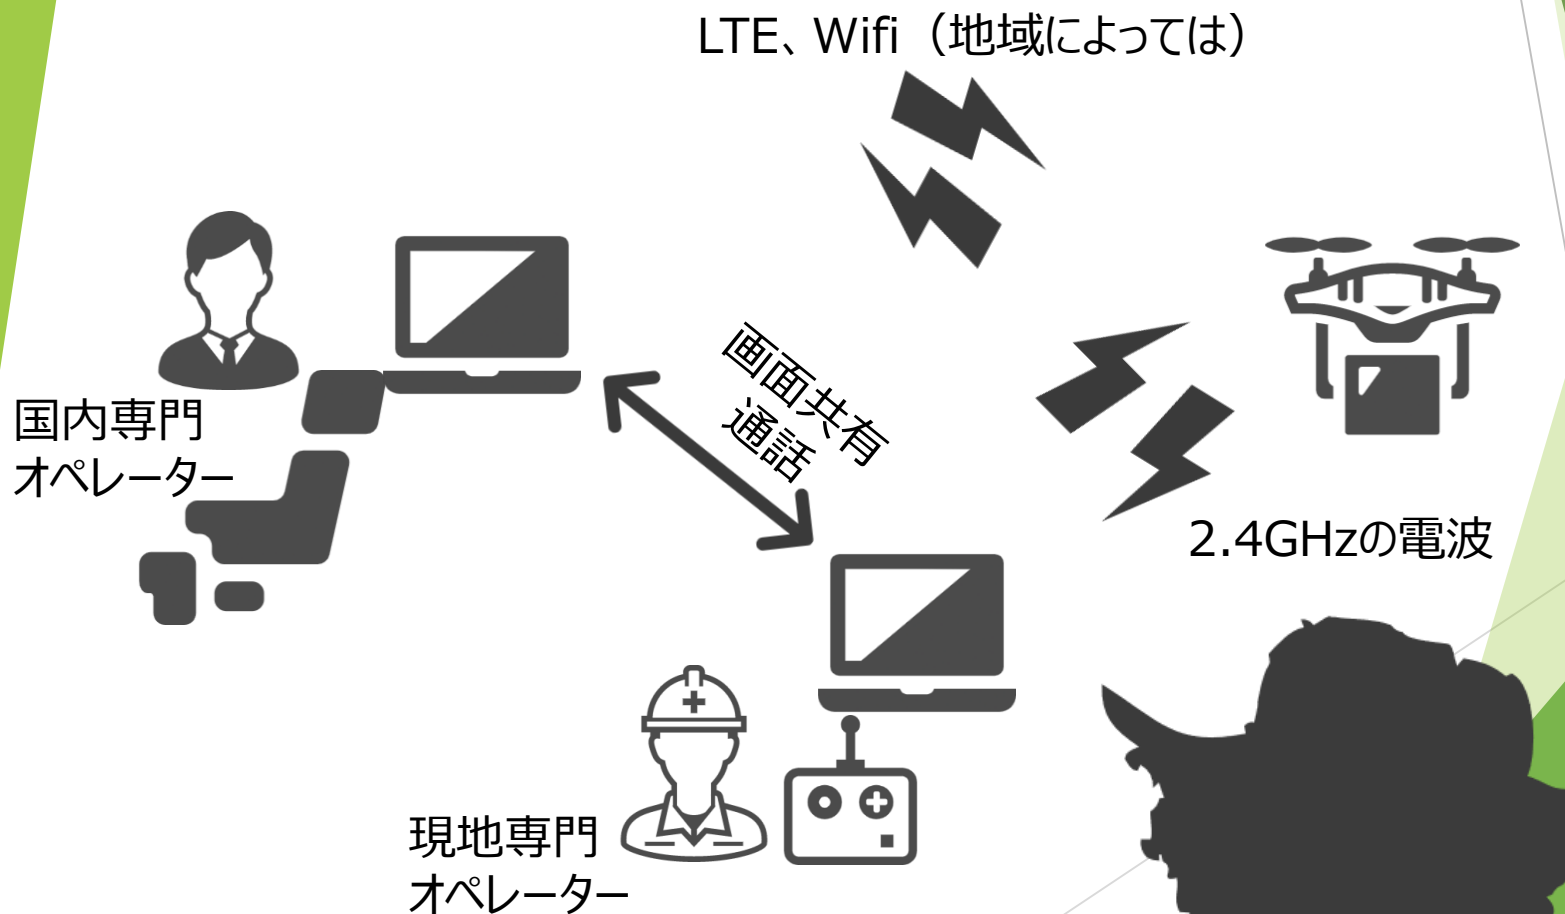 LTE、Wifi（地域によっては）
画面共有
通話
国内専門
オペレーター
2.4GHzの電波
現地専門
オペレーター